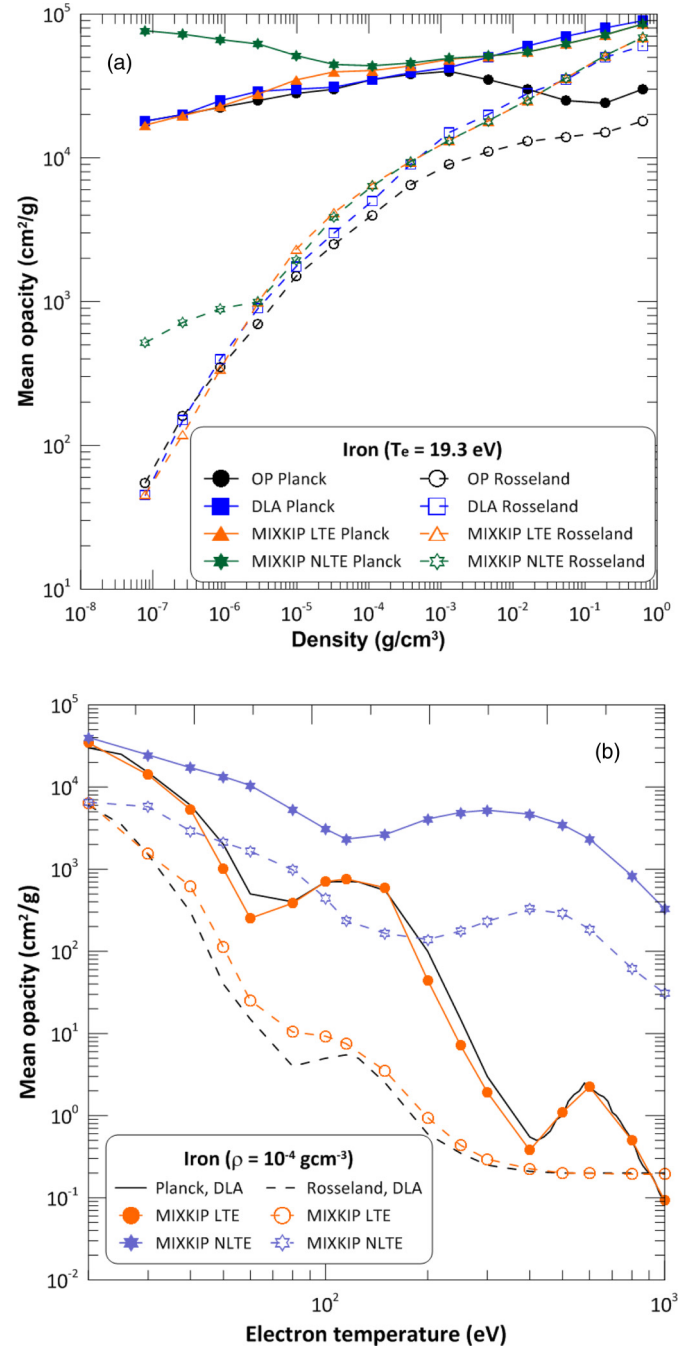 (a)
10^5
10^4
10^3
10^2
10^1
Mean opacity (cm²/g)
Iron (Te = 19.3 eV)
OP Planck OP Rosseland
DLA Planck DLA Rosseland
MIXKIP LTE Planck MIXKIP LTE Rosseland
MIXKIP NLTE Planck MIXKIP NLTE Rosseland
10^-8 10^-7 10^-6 10^-5 10^-4 10^-3 10^-2 10^-1 10^0
Density (g/cm³)
(b)
10^5
10^4
10^3
10^2
10^1
10^0
10^-1
10^-2
Mean opacity (cm²/g)
Iron (ρ = 10^-4 gcm^-3)
Planck, DLA Rosseland, DLA
MIXKIP LTE MIXKIP LTE
MIXKIP NLTE MIXKIP NLTE
10^2 10^3
Electron temperature (eV)